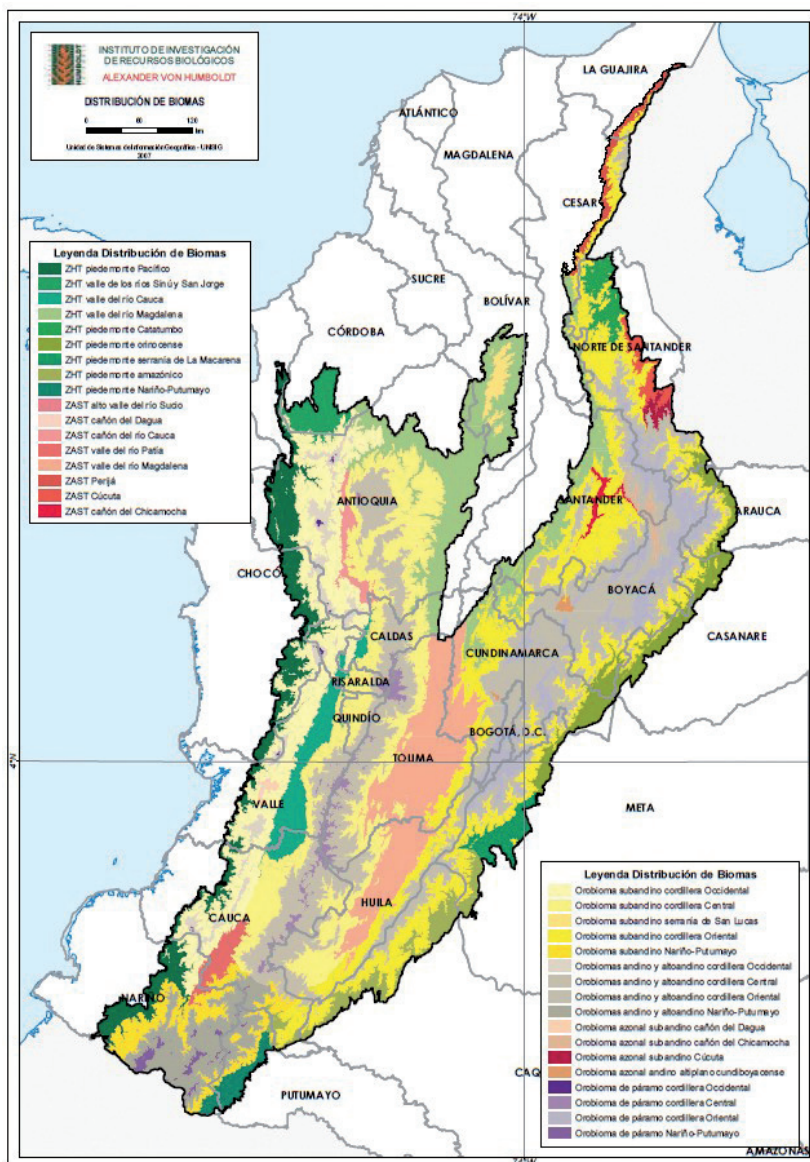 74°W
INSTITUTO DE INVESTIGACIÓN
DE RECURSOS BIOLÓGICOS
ALEXANDER VON HUMBOLDT
HUMBOLDT
DISTRIBUCIÓN DE BIOMAS
0 60 120
km
Unidad de Sistemas de Información Geográfica - UNISIG
2007
LA GUAJIRA
ATLÁNTICO
MAGDALENA
CESAR
SUCRE
BOLÍVAR
CÓRDOBA
NORTE DE SANTANDER
Leyenda Distribución de Biomas
ZHT piedemonte Pacífico
ZHT valle de los ríos Sinú y San Jorge
ZHT valle del río Cauca
ZHT valle del río Magdalena
ZHT piedemonte Catatumbo
ZHT piedemonte orinocense
ZHT piedemonte serranía de La Macarena
ZHT piedemonte amazónico
ZHT piedemonte Nariño-Putumayo
ZAST alto valle del río Sucio
ZAST cañón del Dagua
ZAST cañón del río Cauca
ZAST valle del río Patía
ZAST valle del río Magdalena
ZAST Perijá
ZAST Cúcuta
ZAST cañón del Chicamocha
ANTIOQUIA
SANTANDER
ARAUCA
CHOCÓ
BOYACÁ
CALDAS
CASANARE
CUNDINAMARCA
RISARALDA
QUINDÍO
BOGOTÁ, D.C.
TOLIMA
4°N
VALLE
META
HUILA
CAUCA
NARIÑO
PUTUMAYO
CAQ
AMAZONAS
74°W
Leyenda Distribución de Biomas
Orobioma subandino cordillera Occidental
Orobioma subandino cordillera Central
Orobioma subandino serranía de San Lucas
Orobioma subandino cordillera Oriental
Orobioma subandino Nariño-Putumayo
Orobiomas andino y altoandino cordillera Occidental
Orobiomas andino y altoandino cordillera Central
Orobiomas andino y altoandino cordillera Oriental
Orobiomas andino y altoandino Nariño-Putumayo
Orobioma azonal subandino cañón del Dagua
Orobioma azonal subandino cañón del Chicamocha
Orobioma azonal subandino Cúcuta
Orobioma azonal andino altiplano cundiboyacense
Orobioma de páramo cordillera Occidental
Orobioma de páramo cordillera Central
Orobioma de páramo cordillera Oriental
Orobioma de páramo Nariño-Putumayo